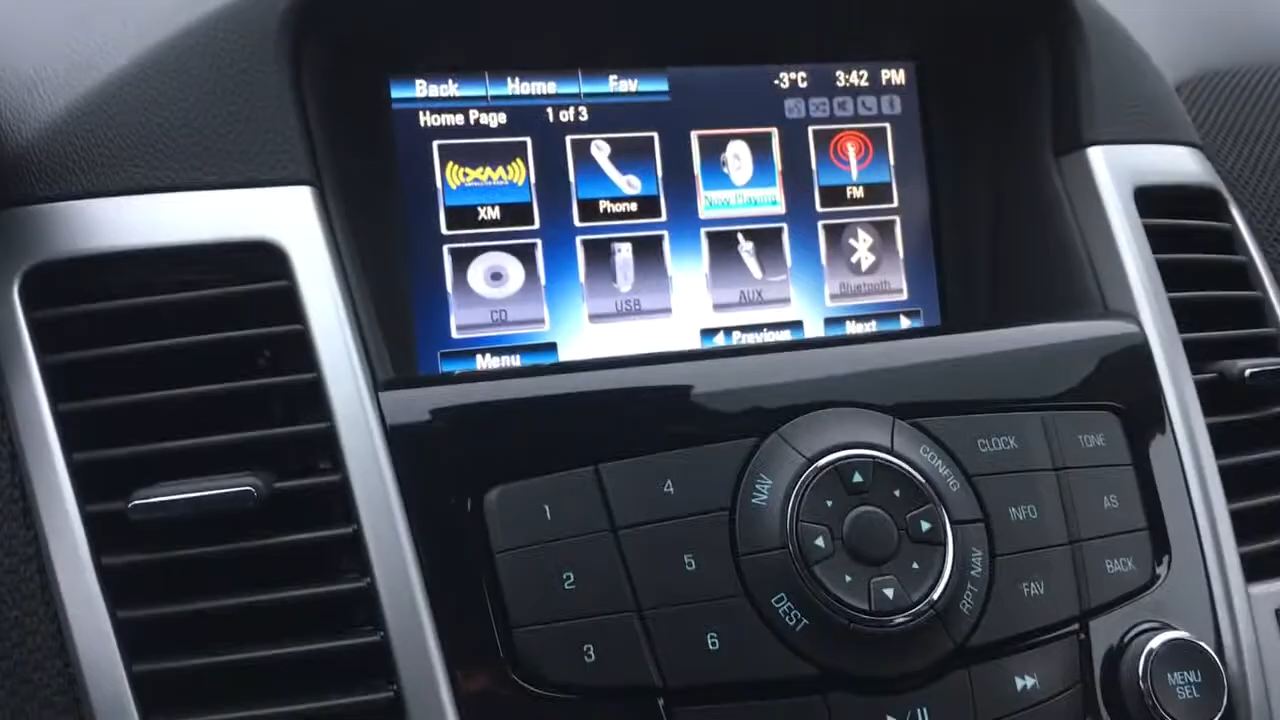 Back Home Fav -3°C 3:42 PM
Home Page 1 of 3
XM
XM Phone Now Playing FM
CD USB AUX Bluetooth
Menu Previous Next
1 4 NAV CONFIG CLOCK TONE
2 5 INFO AS
3 6 DEST RPT NAV FAV BACK
MENU
SEL